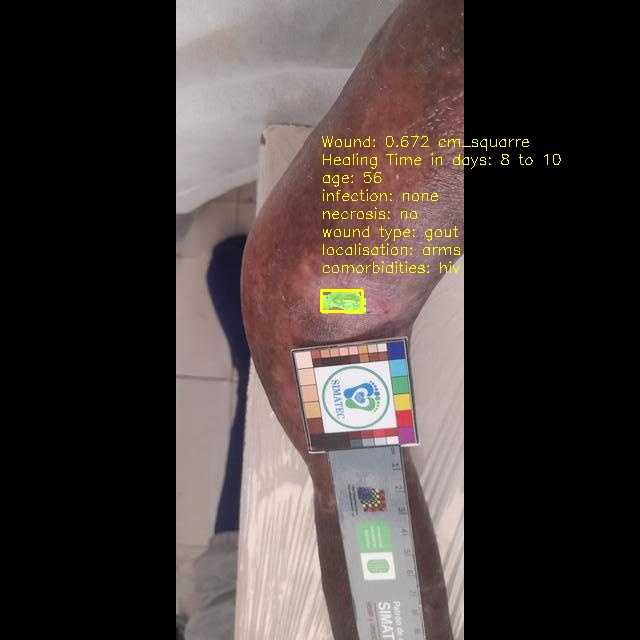 Wound: 0.672 cm_squarre
Healing Time in days: 8 to 10
age: 56
infection: none
necrosis: no
wound type: gout
localisation: arms
comorbidities: hiv
SIMATEC